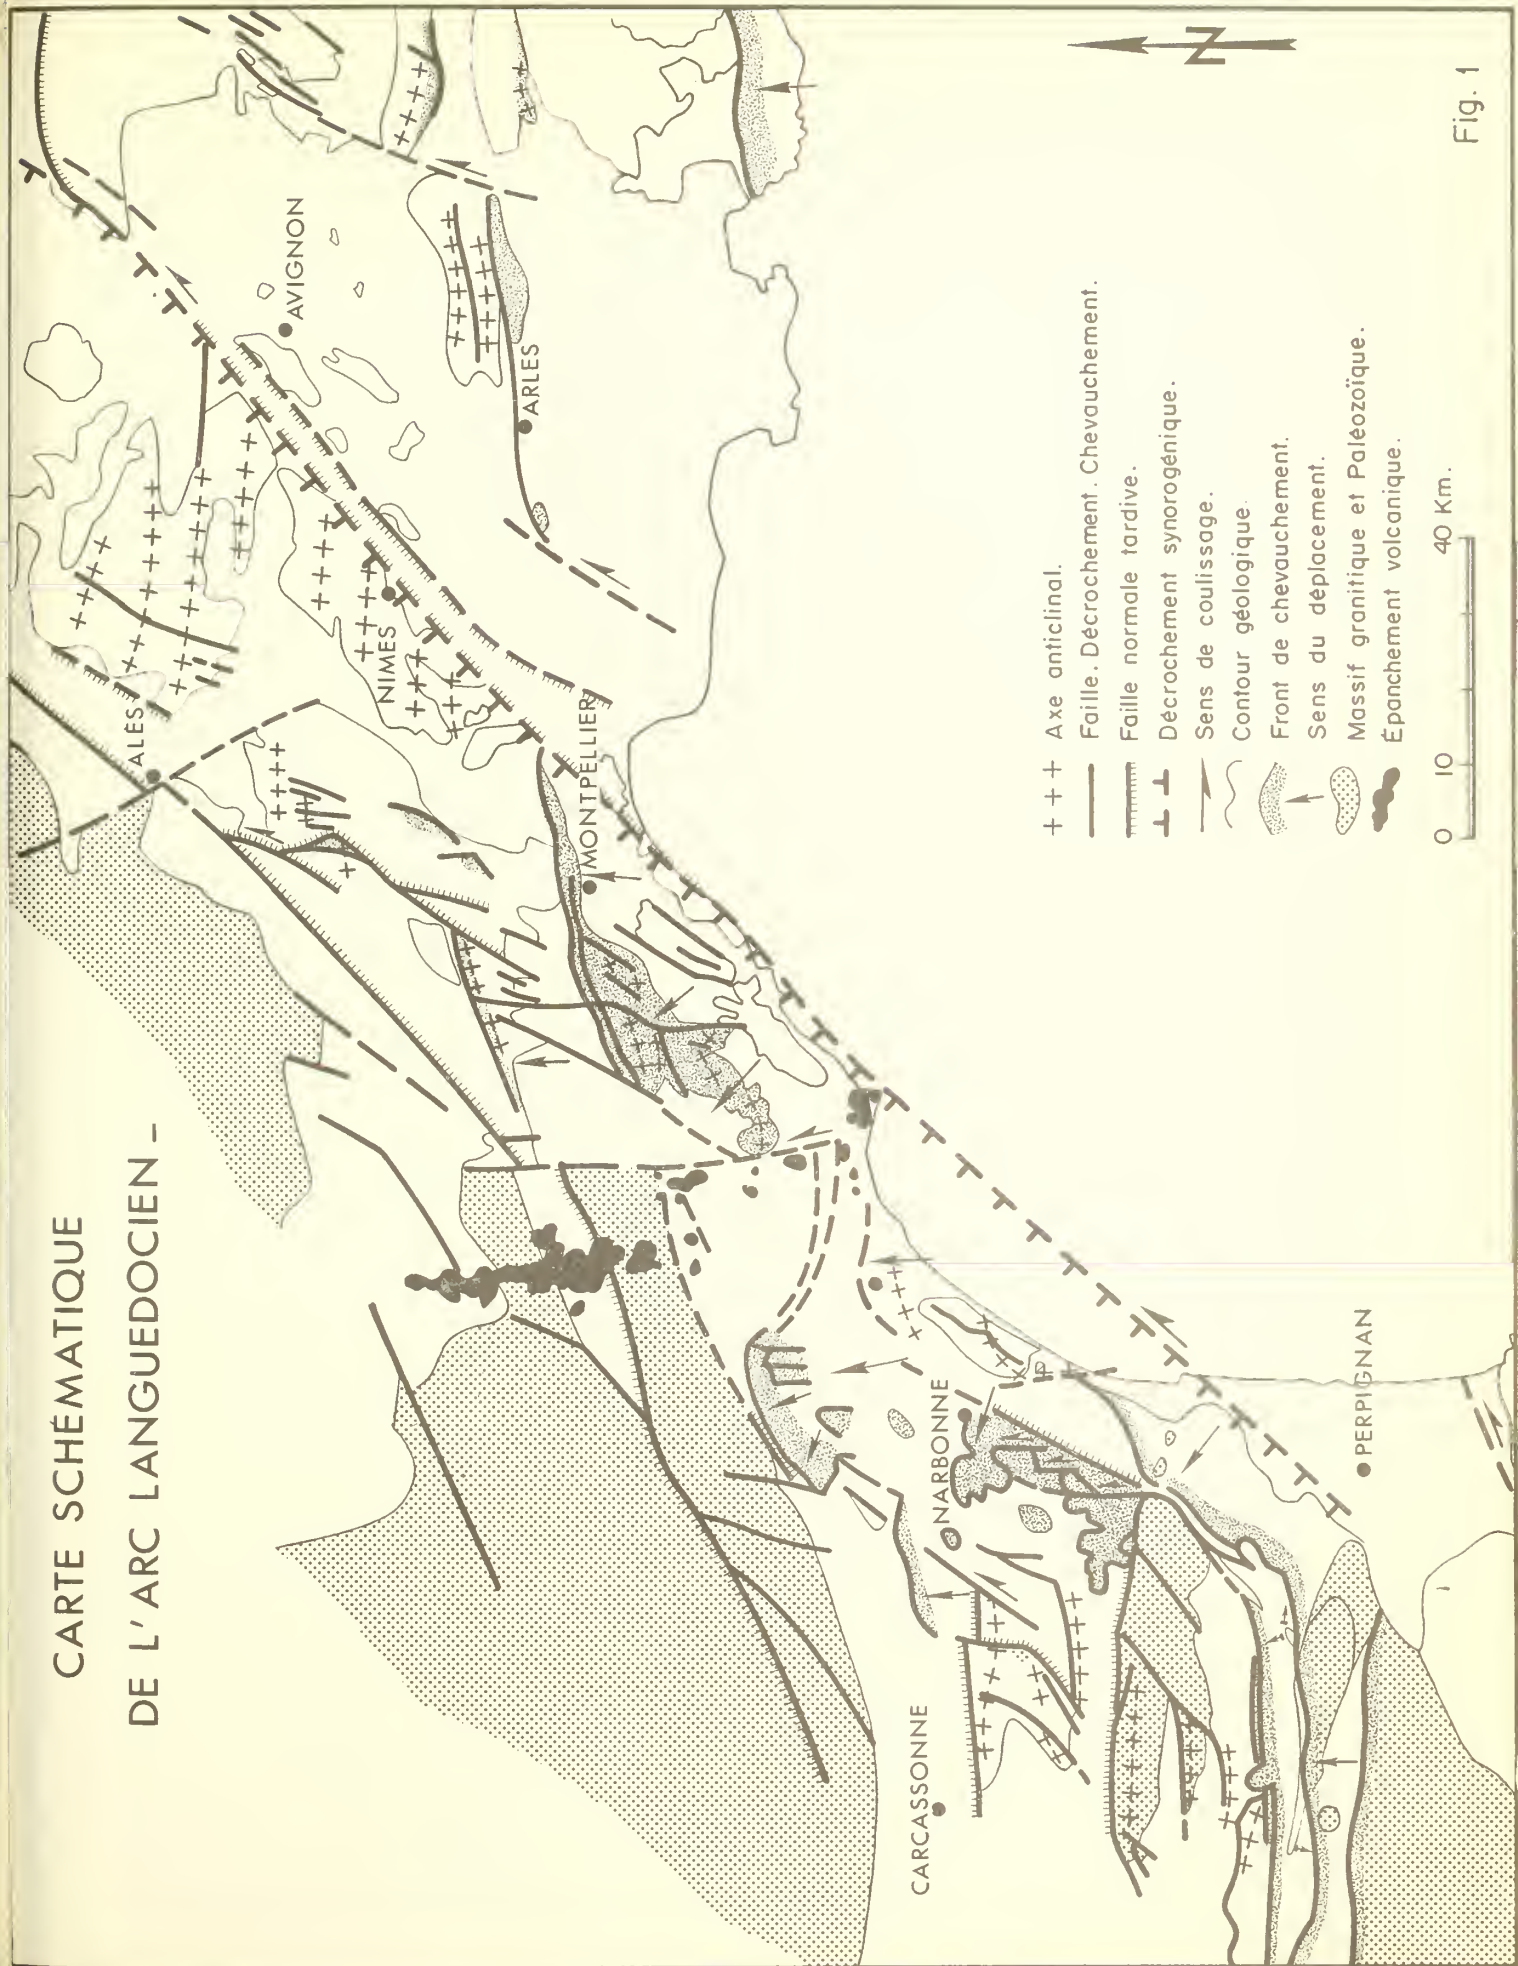 CARTE SCHÉMATIQUE
DE L'ARC LANGUEDOCIEN –
ALÈS
AVIGNON
NIMES
ARLES
MONTPELLIER
NARBONNE
CARCASSONNE
PERPIGNAN
N
Axe anticlinal.
Faille. Décrochement. Chevauchement.
Faille normale tardive.
Décrochement synorogénique.
Sens de coulissage.
Contour géologique
Front de chevauchement.
Sens du déplacement.
Massif granitique et Paléozoïque.
Épanchement volcanique.
0 10 40 Km.
Fig. 1